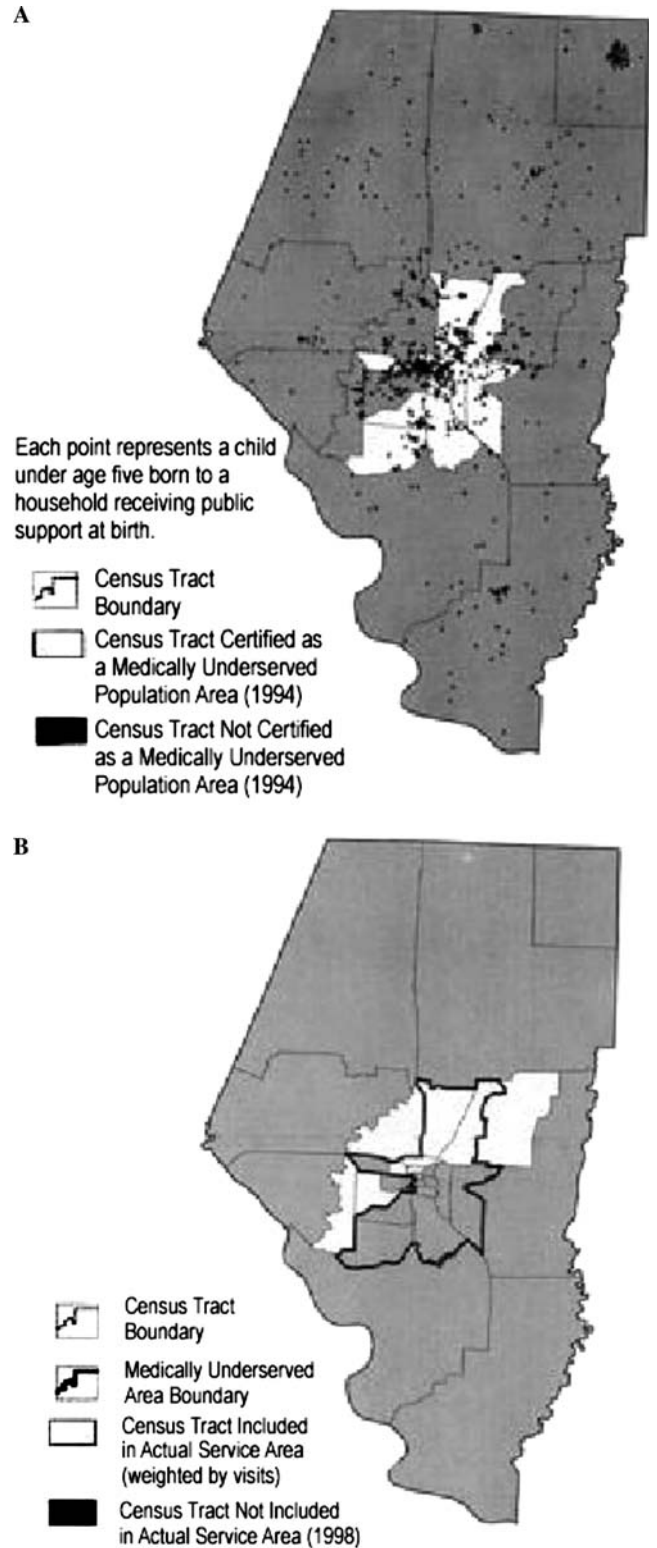 A
Each point represents a child
under age five born to a
household receiving public
support at birth.
Census Tract
Boundary
Census Tract Certified as
a Medically Underserved
Population Area (1994)
Census Tract Not Certified
as a Medically Underserved
Population Area (1994)
B
Census Tract
Boundary
Medically Underserved
Area Boundary
Census Tract Included
in Actual Service Area
(weighted by visits)
Census Tract Not Included
in Actual Service Area (1998)